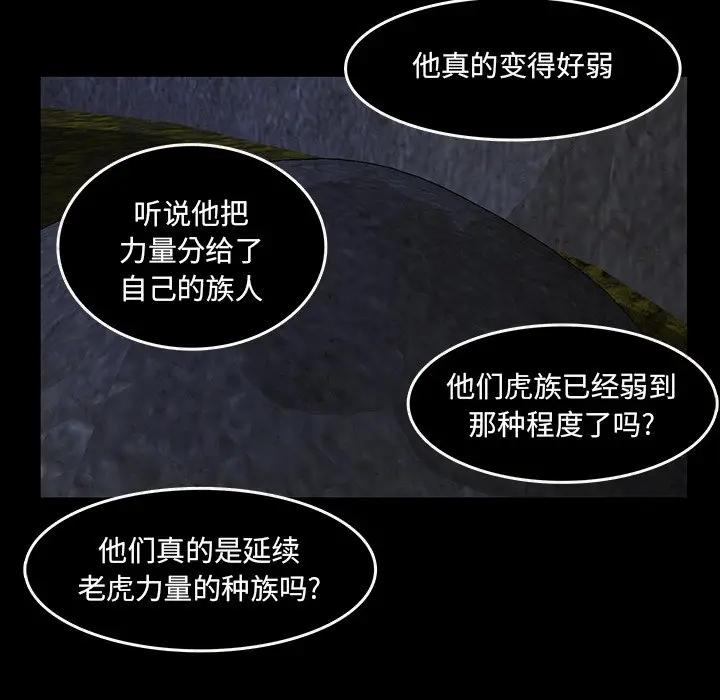 他真的变得好弱
听说他把
力量分给了
自己的族人
他们虎族已经弱到
那种程度了吗?
他们真的是延续
老虎力量的种族吗?